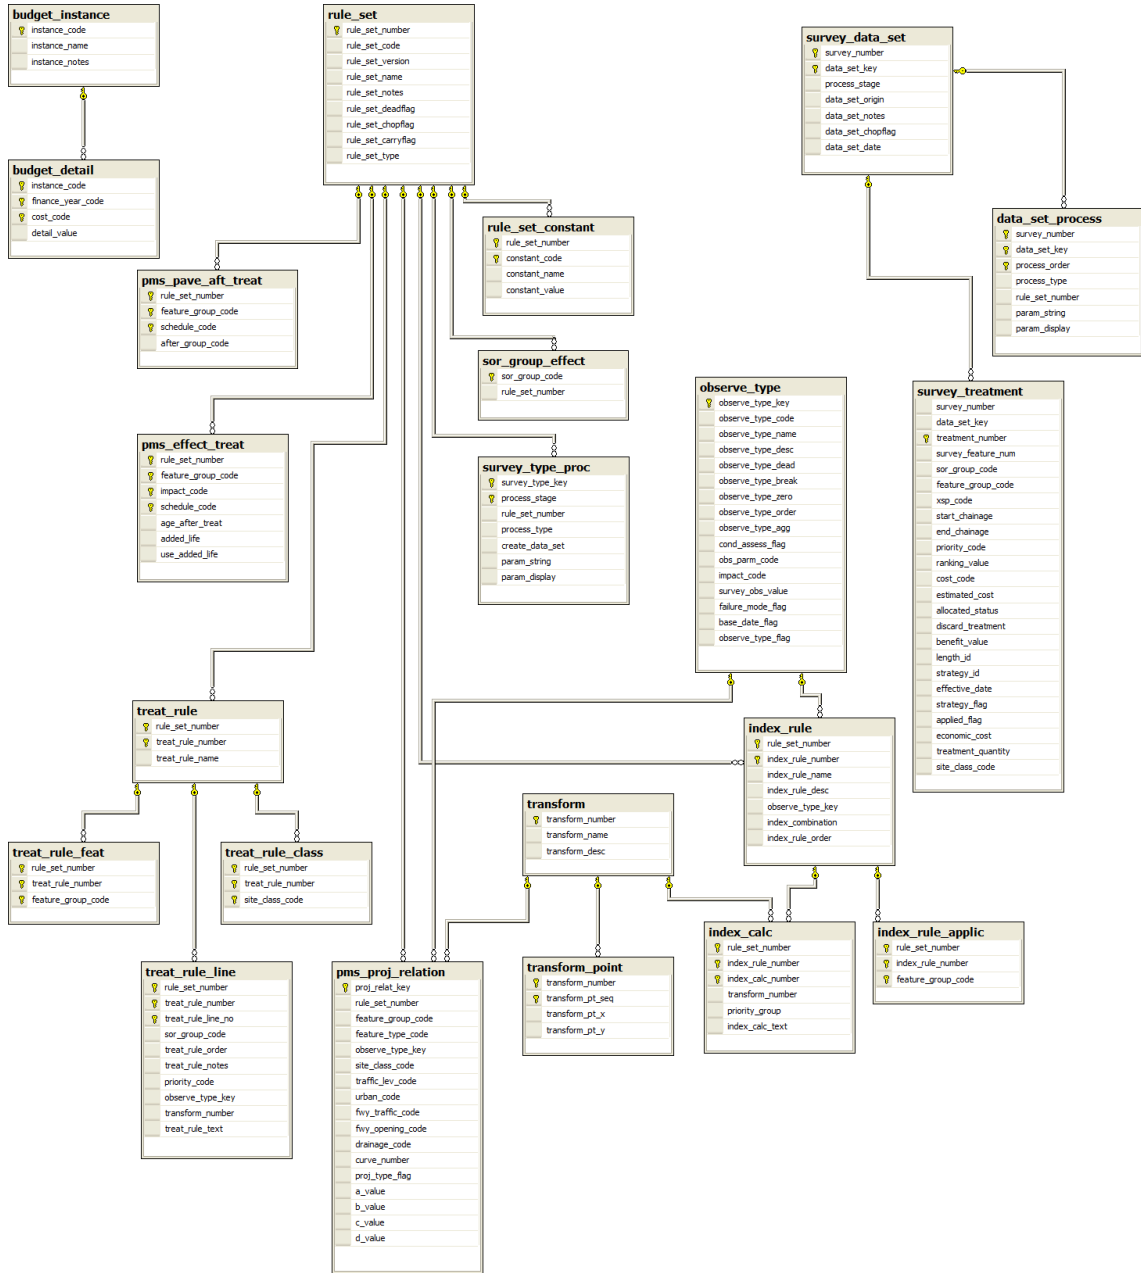 budget_instance
instance_code
instance_name
instance_notes
budget_detail
instance_code
finance_year_code
cost_code
detail_value
rule_set
rule_set_number
rule_set_code
rule_set_version
rule_set_name
rule_set_notes
rule_set_deadflag
rule_set_chopflag
rule_set_carryflag
rule_set_type
survey_data_set
survey_number
data_set_key
process_stage
data_set_origin
data_set_notes
data_set_chopflag
data_set_date
data_set_process
survey_number
data_set_key
process_order
process_type
rule_set_number
param_string
param_display
rule_set_constant
rule_set_number
constant_code
constant_name
constant_value
pms_pave_aft_treat
rule_set_number
feature_group_code
schedule_code
after_group_code
sor_group_effect
sor_group_code
rule_set_number
pms_effect_treat
rule_set_number
feature_group_code
impact_code
schedule_code
age_after_treat
added_life
use_added_life
survey_type_proc
survey_type_key
process_stage
rule_set_number
process_type
create_data_set
param_string
param_display
observe_type
observe_type_key
observe_type_code
observe_type_name
observe_type_desc
observe_type_dead
observe_type_break
observe_type_zero
observe_type_order
observe_type_agg
cond_assess_flag
obs_parm_code
impact_code
survey_obs_value
failure_mode_flag
base_date_flag
observe_type_flag
survey_treatment
survey_number
data_set_key
treatment_number
survey_feature_num
sor_group_code
feature_group_code
xsp_code
start_chainage
end_chainage
priority_code
ranking_value
cost_code
estimated_cost
allocated_status
discard_treatment
benefit_value
length_id
strategy_id
effective_date
strategy_flag
applied_flag
economic_cost
treatment_quantity
site_class_code
treat_rule
rule_set_number
treat_rule_number
treat_rule_name
index_rule
rule_set_number
index_rule_number
index_rule_name
index_rule_desc
observe_type_key
index_combination
index_rule_order
transform
transform_number
transform_name
transform_desc
treat_rule_feat
rule_set_number
treat_rule_number
feature_group_code
treat_rule_class
rule_set_number
treat_rule_number
site_class_code
index_calc
rule_set_number
index_rule_number
index_calc_number
transform_number
priority_group
index_calc_text
index_rule_applic
rule_set_number
index_rule_number
feature_group_code
treat_rule_line
rule_set_number
treat_rule_number
treat_rule_line_no
sor_group_code
treat_rule_order
treat_rule_notes
priority_code
observe_type_key
transform_number
treat_rule_text
pms_proj_relation
proj_relat_key
rule_set_number
feature_group_code
feature_type_code
observe_type_key
site_class_code
traffic_lev_code
urban_code
fwy_traffic_code
fwy_opening_code
drainage_code
curve_number
proj_type_flag
a_value
b_value
c_value
d_value
transform_point
transform_number
transform_pt_seq
transform_pt_x
transform_pt_y